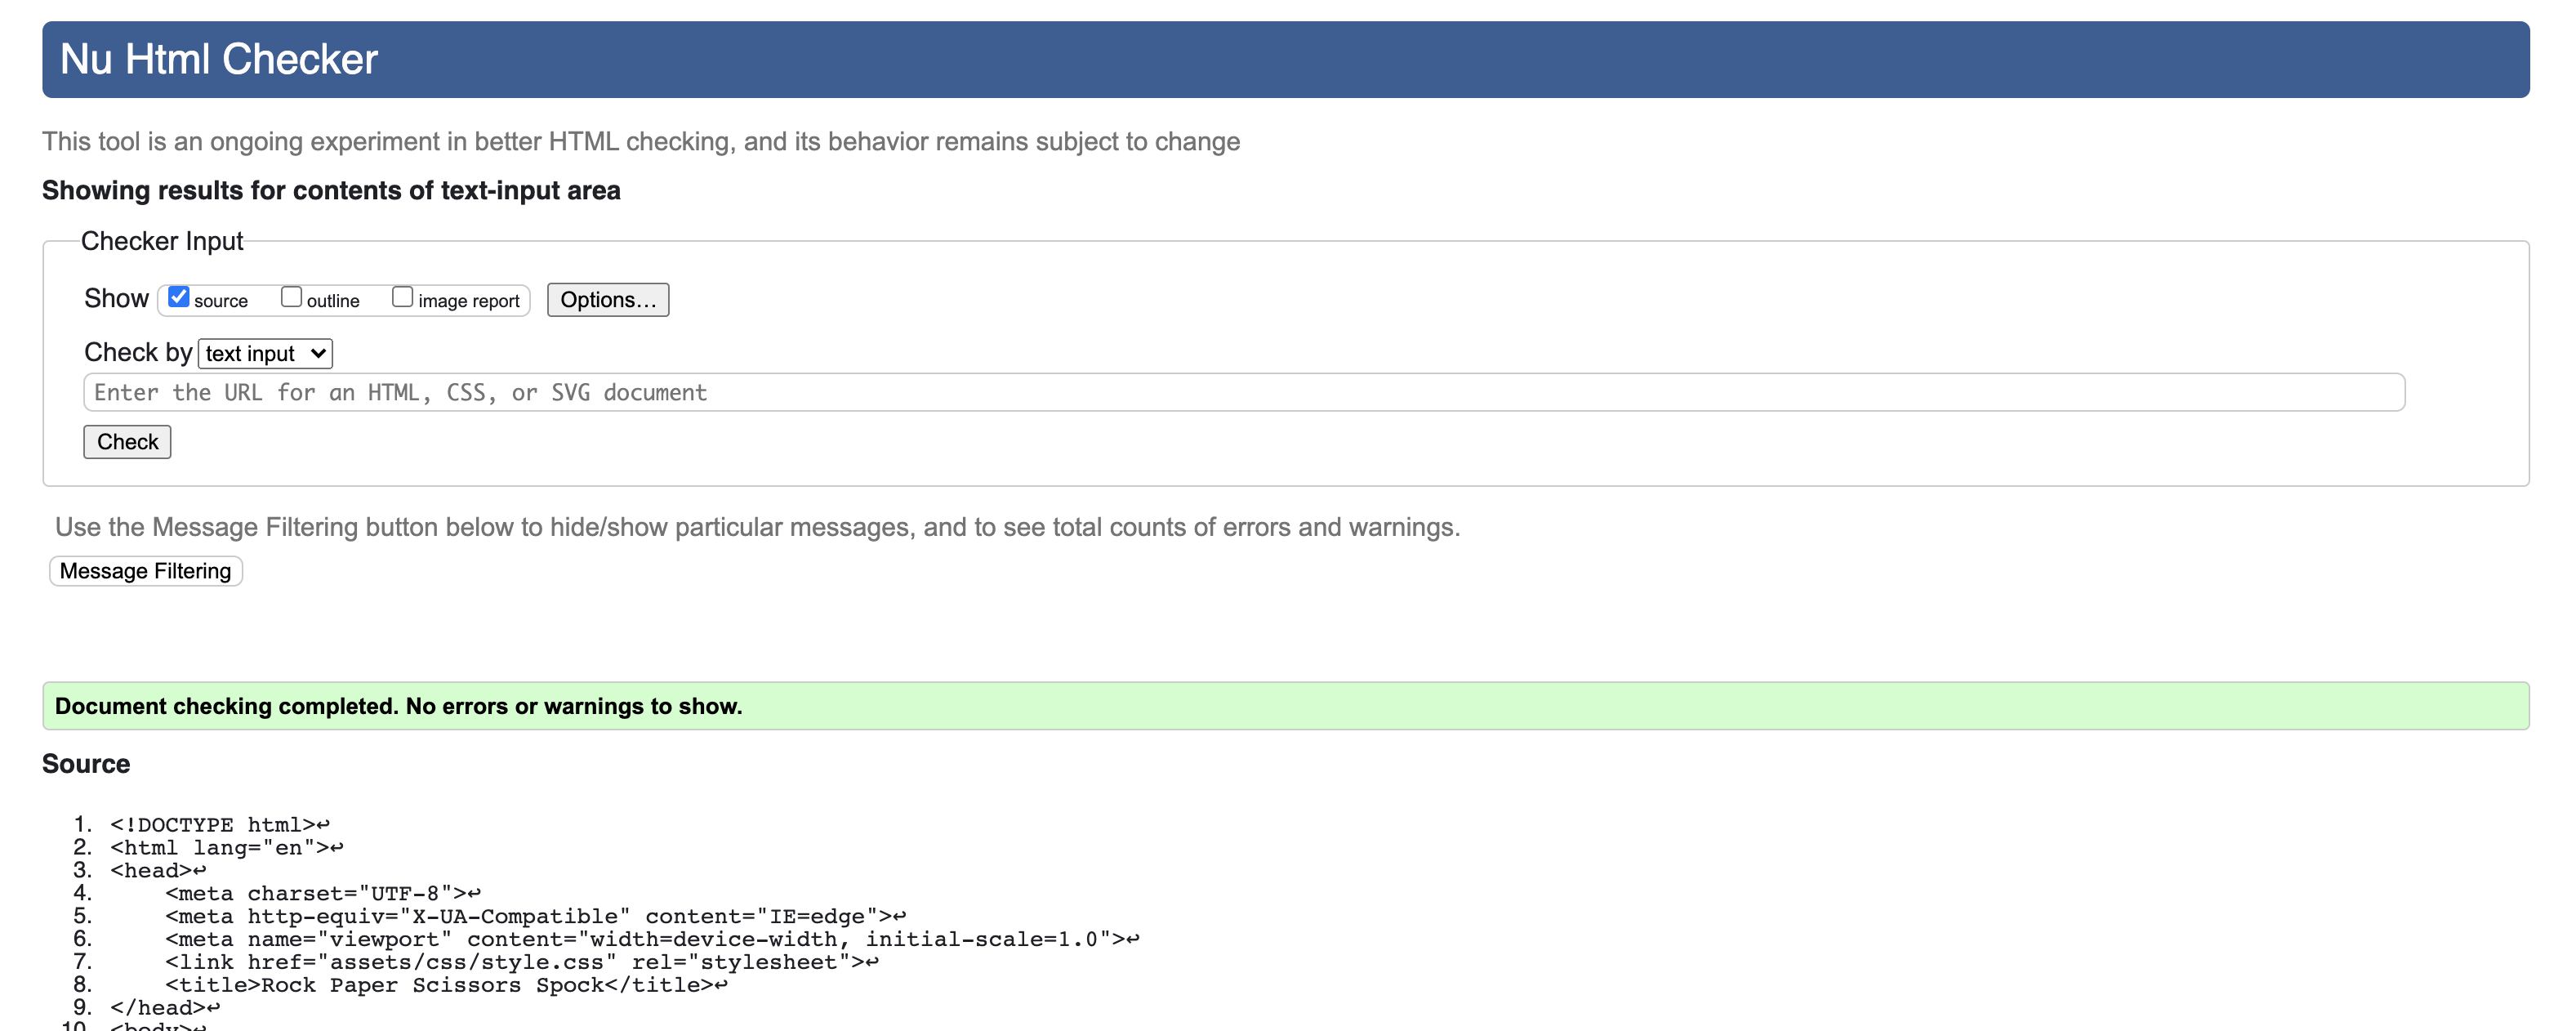 Nu Html Checker
This tool is an ongoing experiment in better HTML checking, and its behavior remains subject to change
Showing results for contents of text-input area
Checker Input
Show source outline image report Options...
Check by text input
Enter the URL for an HTML, CSS, or SVG document
Check
Use the Message Filtering button below to hide/show particular messages, and to see total counts of errors and warnings.
Message Filtering
Document checking completed. No errors or warnings to show.
Source
1. <!DOCTYPE html>↩
2. <html lang="en">↩
3. <head>↩
4. <meta charset="UTF-8">↩
5. <meta http-equiv="X-UA-Compatible" content="IE=edge">↩
6. <meta name="viewport" content="width=device-width, initial-scale=1.0">↩
7. <link href="assets/css/style.css" rel="stylesheet">↩
8. <title>Rock Paper Scissors Spock</title>↩
9. </head>↩
10. <body>↩